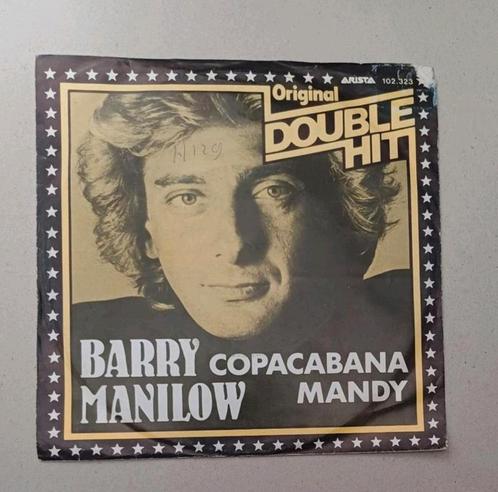 ARISTA 102.323
Original
DOUBLE
HIT
BARRY
MANILOW
COPACABANA
MANDY